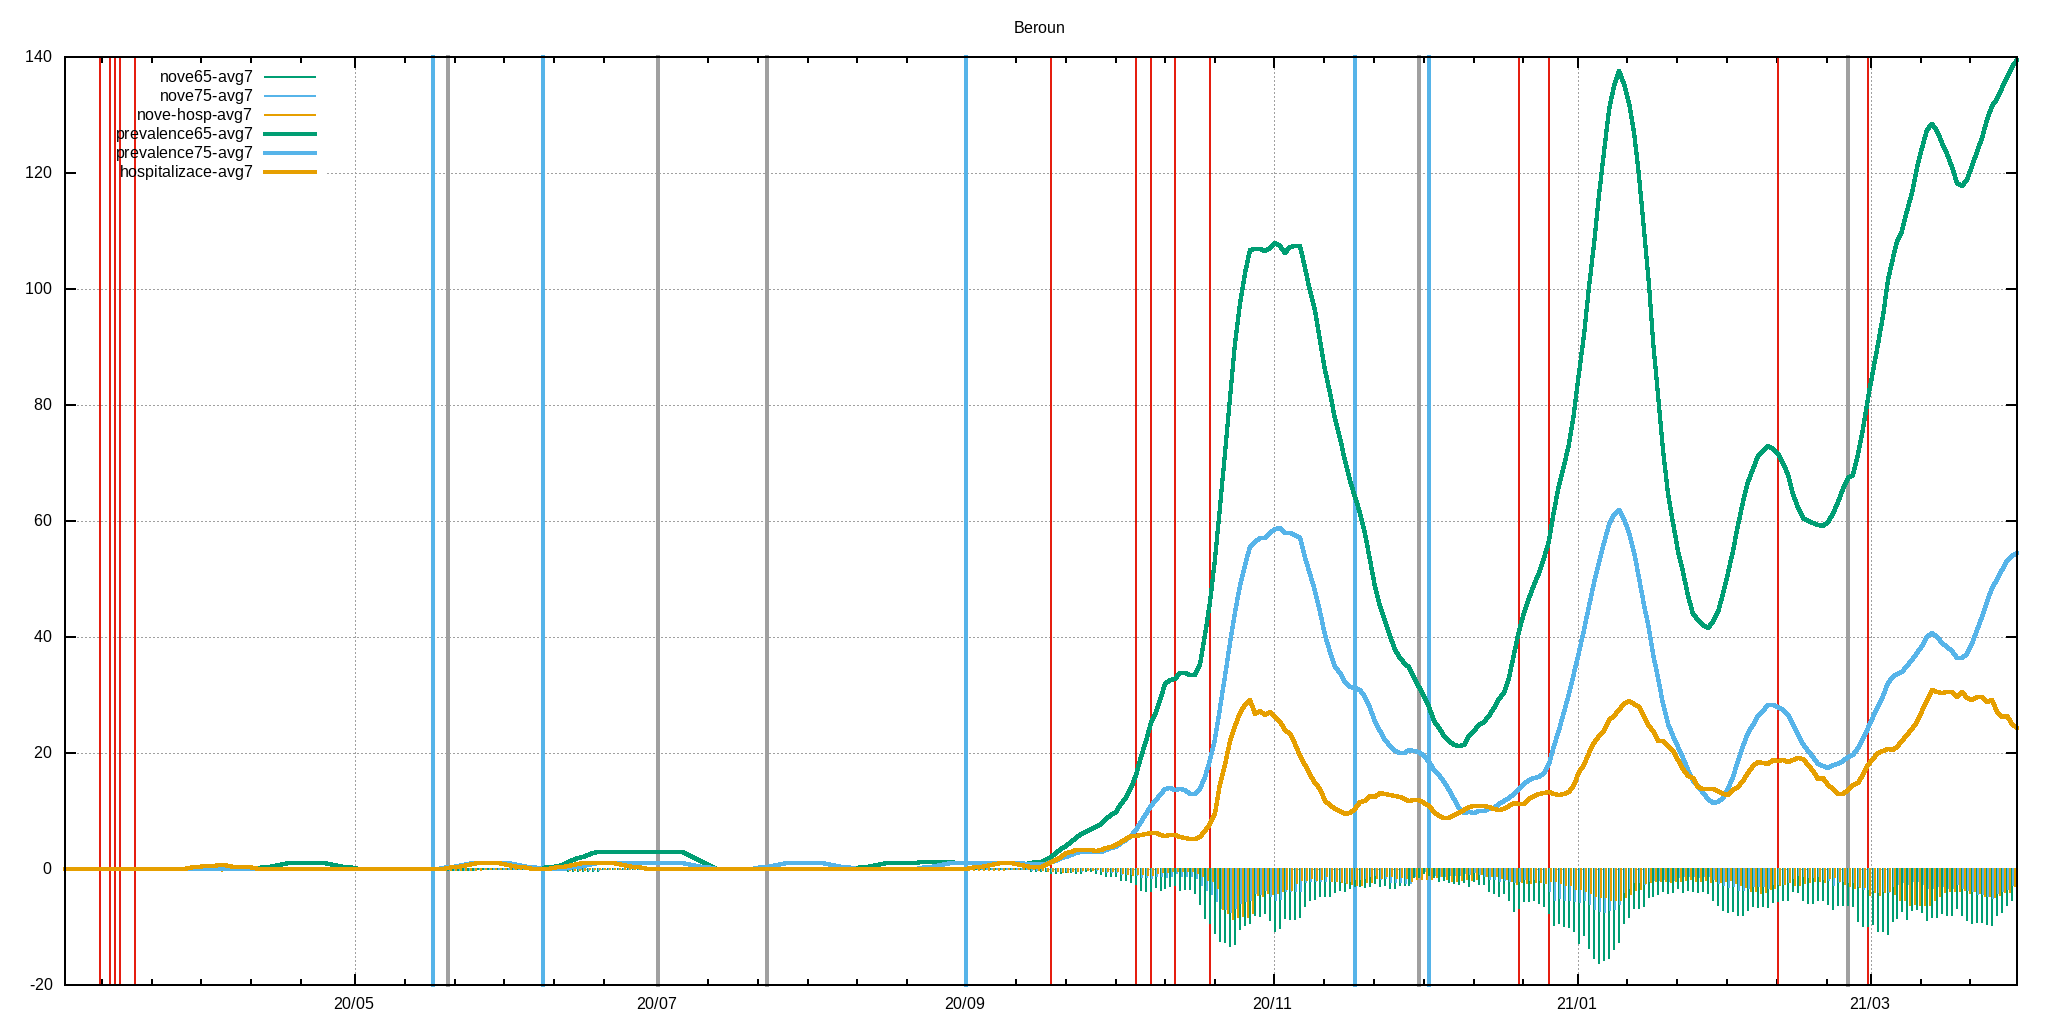 Beroun
140
120
100
80
60
40
20
0
-20
nove65-avg7
nove75-avg7
nove-hosp-avg7
prevalence65-avg7
prevalence75-avg7
hospitalizace-avg7
20/05
20/07
20/09
20/11
21/01
21/03